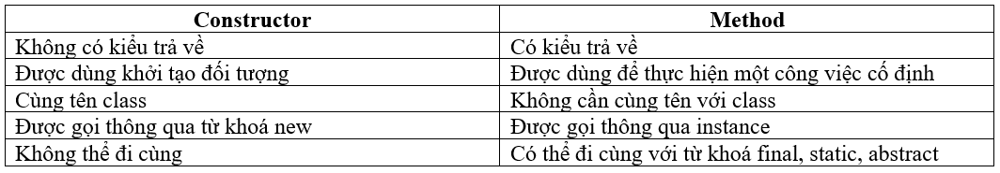 Constructor Method
Không có kiểu trả về Có kiểu trả về
Được dùng khởi tạo đối tượng Được dùng để thực hiện một công việc cố định
Cùng tên class Không cần cùng tên với class
Được gọi thông qua từ khoá new Được gọi thông qua instance
Không thể đi cùng Có thể đi cùng với từ khoá final, static, abstract